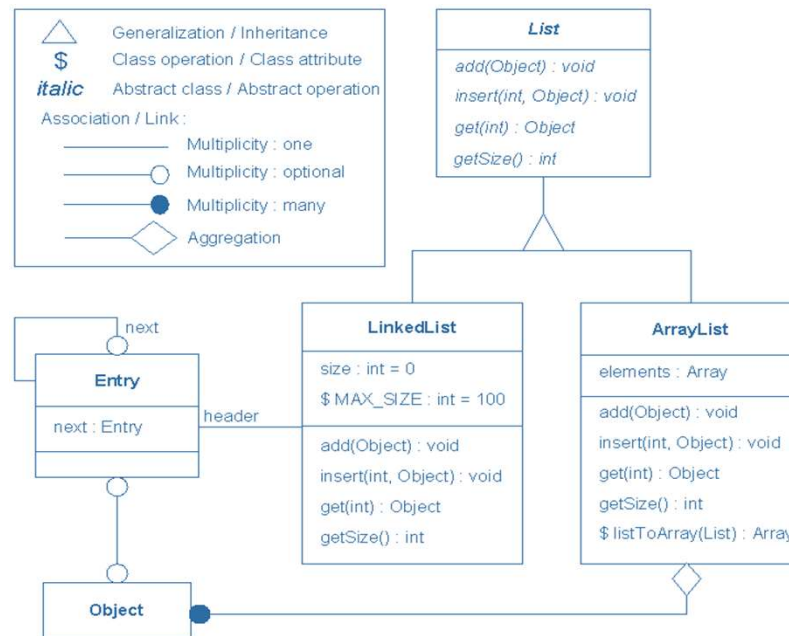 Generalization / Inheritance
$ Class operation / Class attribute
italic Abstract class / Abstract operation
Association / Link :
Multiplicity : one
Multiplicity : optional
Multiplicity : many
Aggregation
List
add(Object) : void
insert(int, Object) : void
get(int) : Object
getSize() : int
next
Entry
next : Entry
header
LinkedList
size : int = 0
$ MAX_SIZE : int = 100
add(Object) : void
insert(int, Object) : void
get(int) : Object
getSize() : int
ArrayList
elements : Array
add(Object) : void
insert(int, Object) : void
get(int) : Object
getSize() : int
$ listToArray(List) : Array
Object